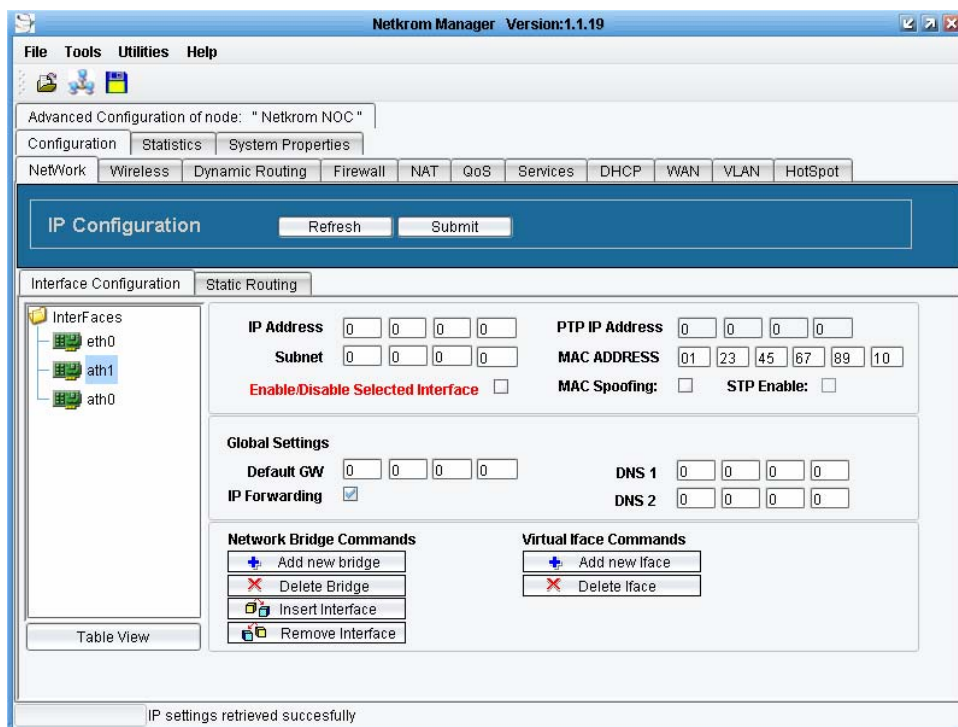 Netkrom Manager Version:1.1.19
File Tools Utilities Help
Advanced Configuration of node: " Netkrom NOC "
Configuration Statistics System Properties
NetWork Wireless Dynamic Routing Firewall NAT QoS Services DHCP WAN VLAN HotSpot
IP Configuration Refresh Submit
Interface Configuration Static Routing
InterFaces
eth0
ath1
ath0
Table View
IP Address 0 0 0 0 PTP IP Address 0 0 0 0
Subnet 0 0 0 0 MAC ADDRESS 01 23 45 67 89 10
Enable/Disable Selected Interface MAC Spoofing: STP Enable:
Global Settings
Default GW 0 0 0 0 DNS 1 0 0 0 0
IP Forwarding DNS 2 0 0 0 0
Network Bridge Commands Virtual Iface Commands
Add new bridge Add new Iface
Delete Bridge Delete Iface
Insert Interface
Remove Interface
IP settings retrieved succesfully